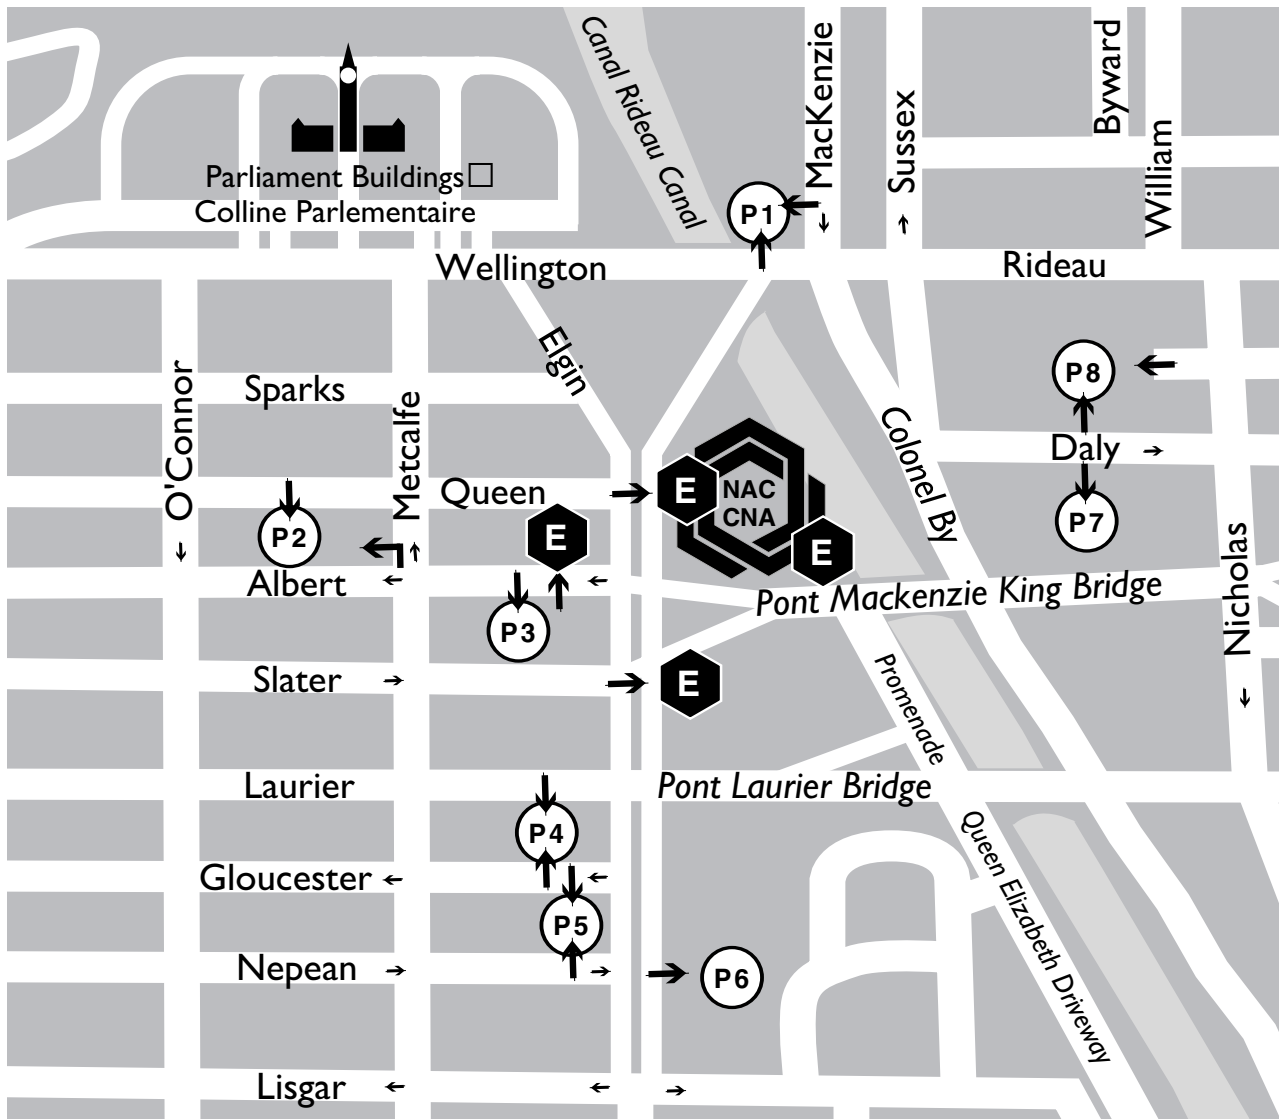 Canal Rideau Canal
MacKenzie
Sussex
Byward
William
Parliament Buildings
Colline Parlementaire
P1
Wellington
Rideau
Elgin
O'Connor
Sparks
Metcalfe
P8
Daly
P7
Colonel By
Queen
E
NAC
CNA
E
E
P2
Albert
Pont Mackenzie King Bridge
Nicholas
P3
Slater
E
Promenade
Laurier
Pont Laurier Bridge
P4
Queen Elizabeth Driveway
Gloucester
P5
Nepean
P6
Lisgar